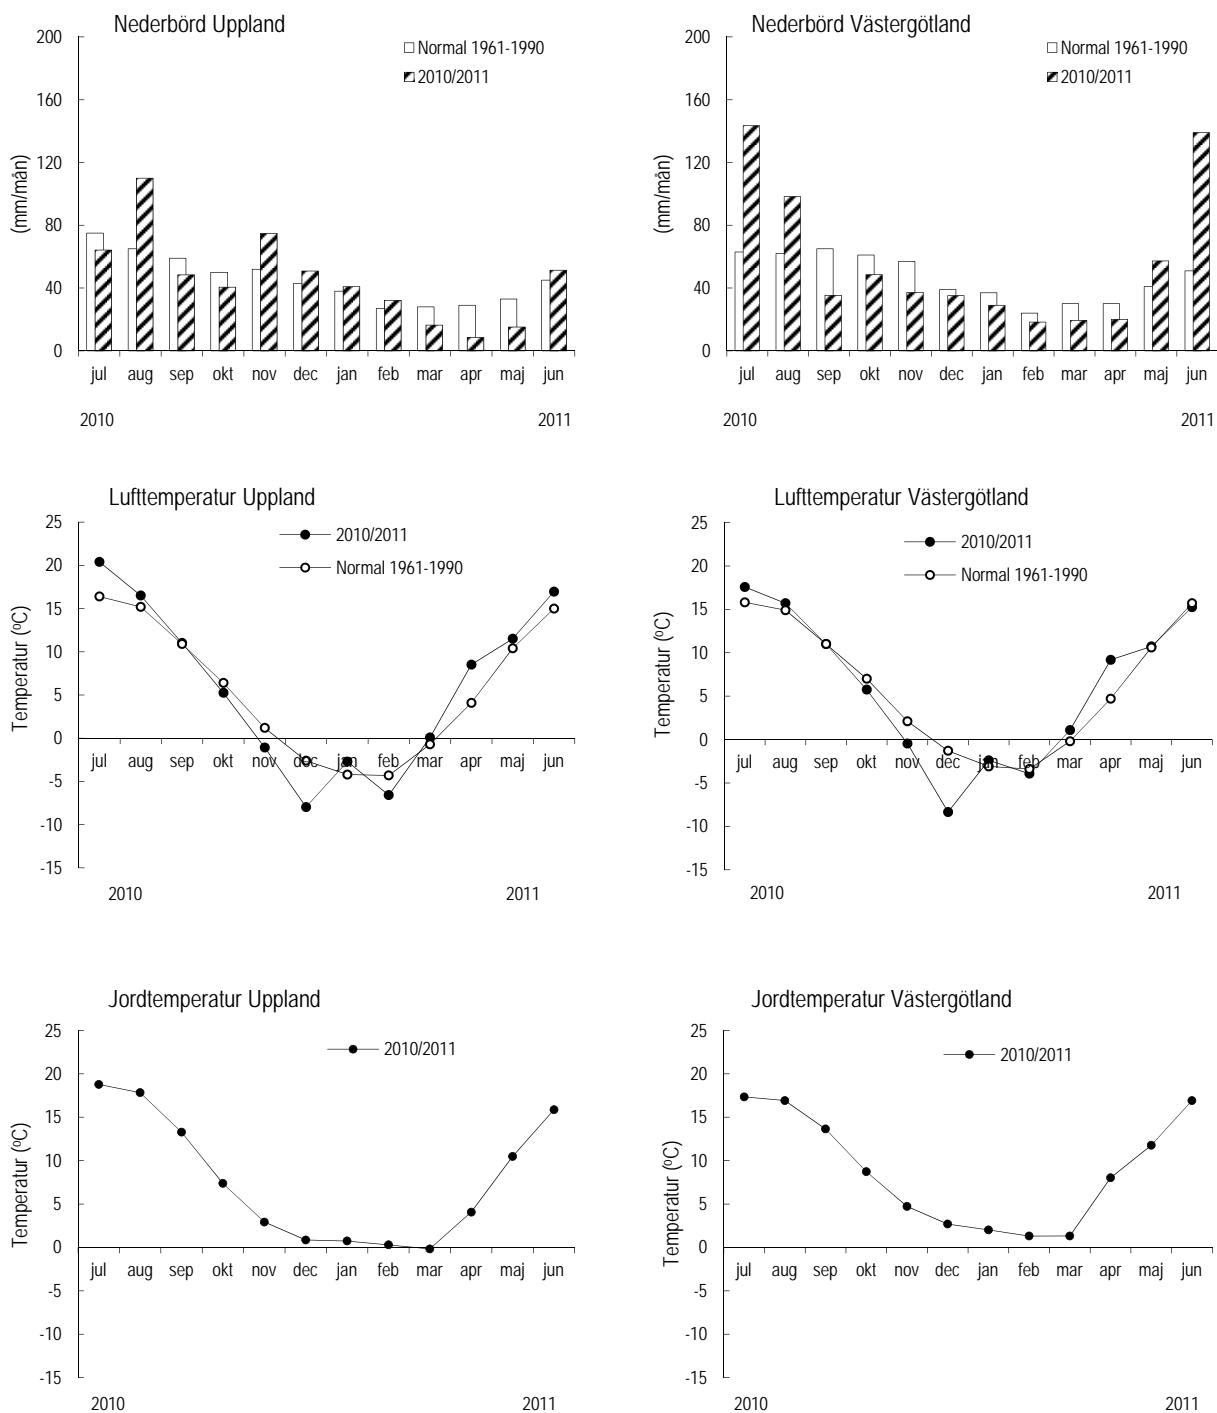 Nederbörd Uppland
200
160
120
80
40
0
(mm/mån)
Normal 1961-1990
2010/2011
jul aug sep okt nov dec jan feb mar apr maj jun
2010 2011
Nederbörd Västergötland
200
160
120
80
40
0
(mm/mån)
Normal 1961-1990
2010/2011
jul aug sep okt nov dec jan feb mar apr maj jun
2010 2011
Lufttemperatur Uppland
25
20
15
10
5
0
-5
-10
-15
Temperatur (ºC)
2010/2011
Normal 1961-1990
jul aug sep okt nov dec jan feb mar apr maj jun
2010 2011
Lufttemperatur Västergötland
25
20
15
10
5
0
-5
-10
-15
Temperatur (ºC)
2010/2011
Normal 1961-1990
jul aug sep okt nov dec jan feb mar apr maj jun
2010 2011
Jordtemperatur Uppland
25
20
15
10
5
0
-5
-10
-15
Temperatur (ºC)
2010/2011
jul aug sep okt nov dec jan feb mar apr maj jun
2010 2011
Jordtemperatur Västergötland
25
20
15
10
5
0
-5
-10
-15
Temperatur (ºC)
2010/2011
jul aug sep okt nov dec jan feb mar apr maj jun
2010 2011